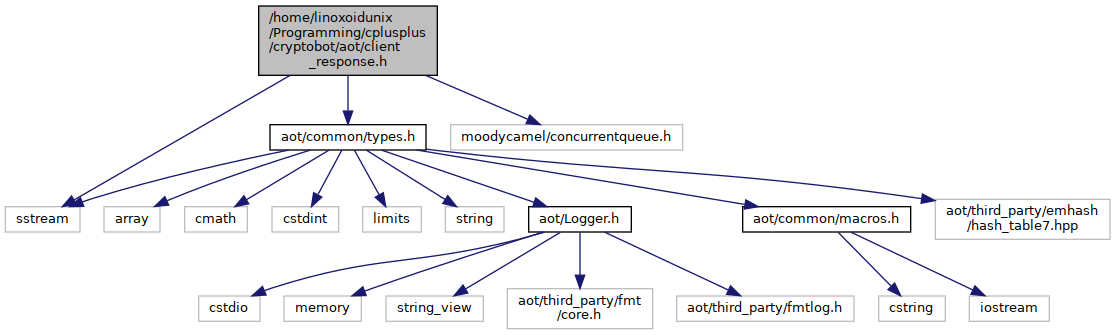 /home/linoxoidunix
/Programming/cplusplus
/cryptobot/aot/client
_response.h
aot/common/types.h
moodycamel/concurrentqueue.h
sstream
array
cmath
cstdint
limits
string
aot/Logger.h
aot/common/macros.h
aot/third_party/emhash
/hash_table7.hpp
cstdio
memory
string_view
aot/third_party/fmt
/core.h
aot/third_party/fmtlog.h
cstring
iostream